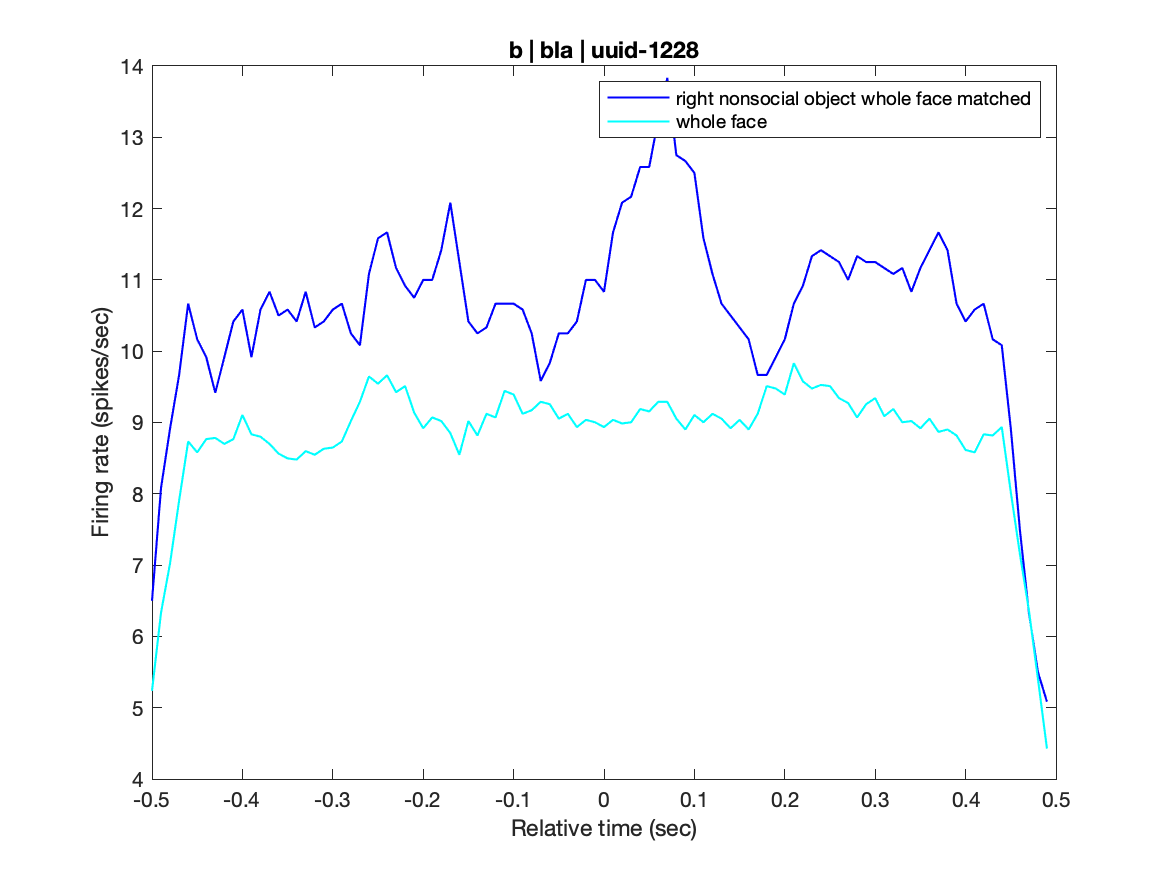 b | bla | uuid-1228
right nonsocial object whole face matched
whole face
14
13
12
11
10
9
8
7
6
5
4
Firing rate (spikes/sec)
-0.5 -0.4 -0.3 -0.2 -0.1 0 0.1 0.2 0.3 0.4 0.5
Relative time (sec)